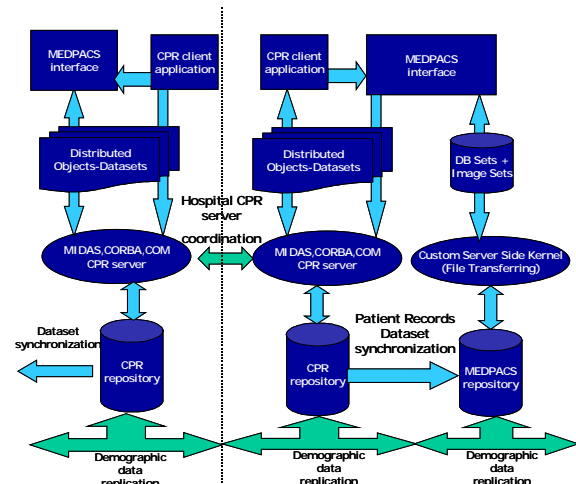 MEDPACS
interface
CPR client
application
CPR client
application
MEDPACS
interface
Distributed
Objects-Datasets
Distributed
Objects-Datasets
DB Sets +
Image Sets
Hospital CPR
server
coordination
MIDAS,CORBA,COM
CPR server
MIDAS,CORBA,COM
CPR server
Custom Server Side Kernel
(File Transferring)
Dataset
synchronization
CPR
repository
CPR
repository
Patient Records
Dataset
synchronization
MEDPACS
repository
Demographic
data
replication
Demographic
data
replication
Demographic
data
replication